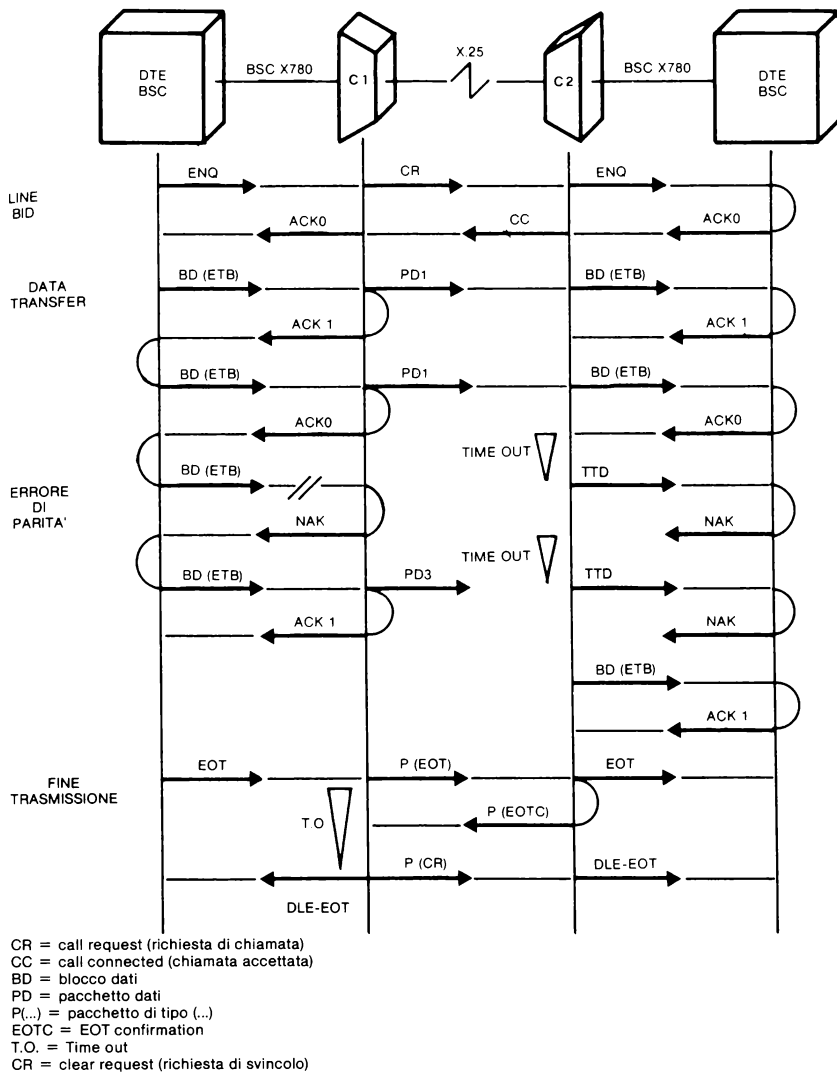 X.25
DTE
BSC
BSC X780
C1
C2
BSC X780
DTE
BSC
LINE
BID
ENQ
CR
ENQ
ACK0
CC
ACK0
DATA
TRANSFER
BD (ETB)
PD1
BD (ETB)
ACK 1
ACK 1
BD (ETB)
PD1
BD (ETB)
ACK0
ACK0
ERRORE
DI
PARITA'
BD (ETB)
TIME OUT
TTD
NAK
NAK
BD (ETB)
PD3
TIME OUT
TTD
ACK 1
NAK
BD (ETB)
ACK 1
FINE
TRASMISSIONE
EOT
P (EOT)
EOT
T.O
P (EOTC)
P (CR)
DLE-EOT
DLE-EOT
CR = call request (richiesta di chiamata)
CC = call connected (chiamata accettata)
BD = blocco dati
PD = pacchetto dati
P(...) = pacchetto di tipo (...)
EOTC = EOT confirmation
T.O. = Time out
CR = clear request (richiesta di svincolo)